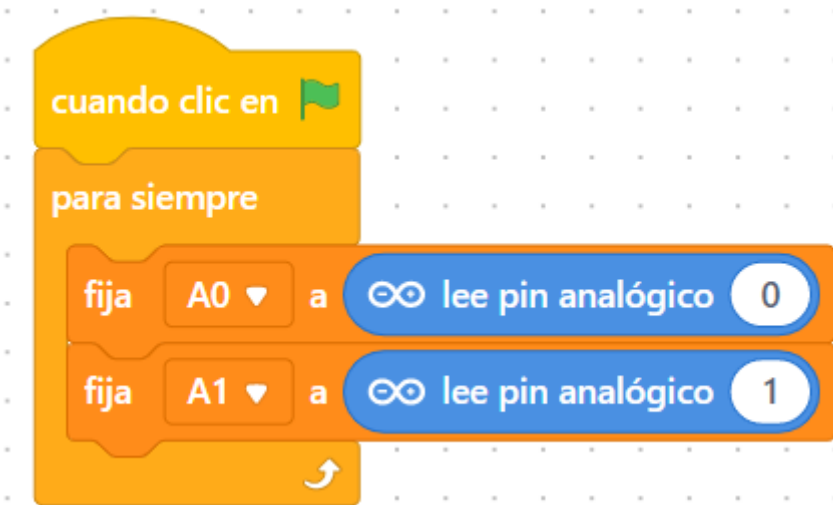 cuando clic en
para siempre
fija A0 a lee pin analógico 0
fija A1 a lee pin analógico 1